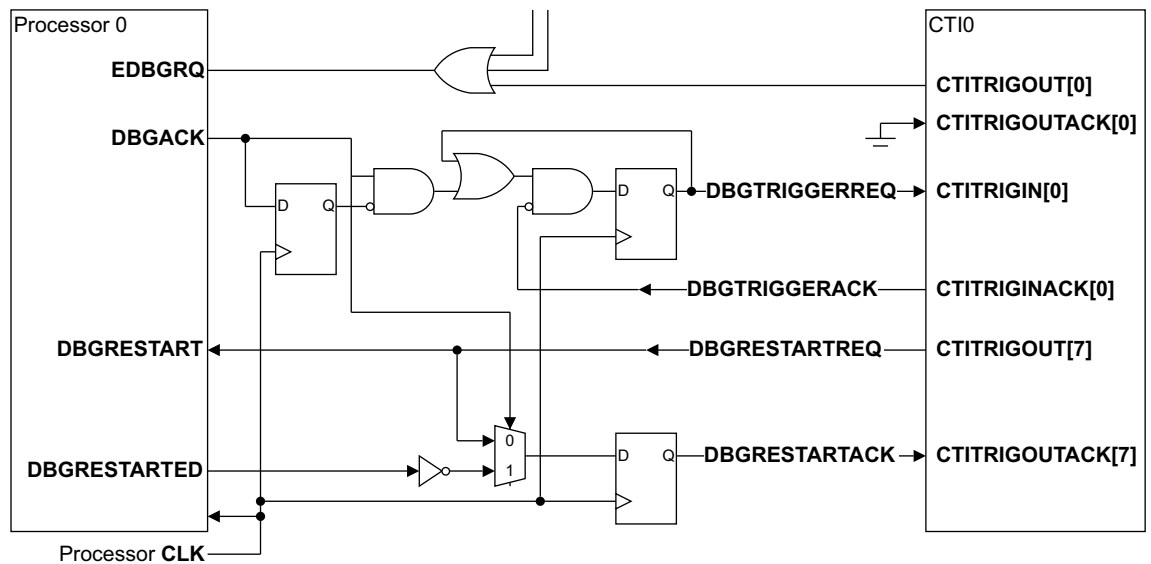 Processor 0
CTI0
EDBGRQ
CTITRIGOUT[0]
CTITRIGOUTACK[0]
DBGACK
D Q
DBGTRIGGERREQ
CTITRIGIN[0]
D Q
DBGTRIGGERACK
CTITRIGINACK[0]
DBGRESTART
DBGRESTARTREQ
CTITRIGOUT[7]
0
1
D Q
DBGRESTARTACK
CTITRIGOUTACK[7]
DBGRESTARTED
Processor CLK